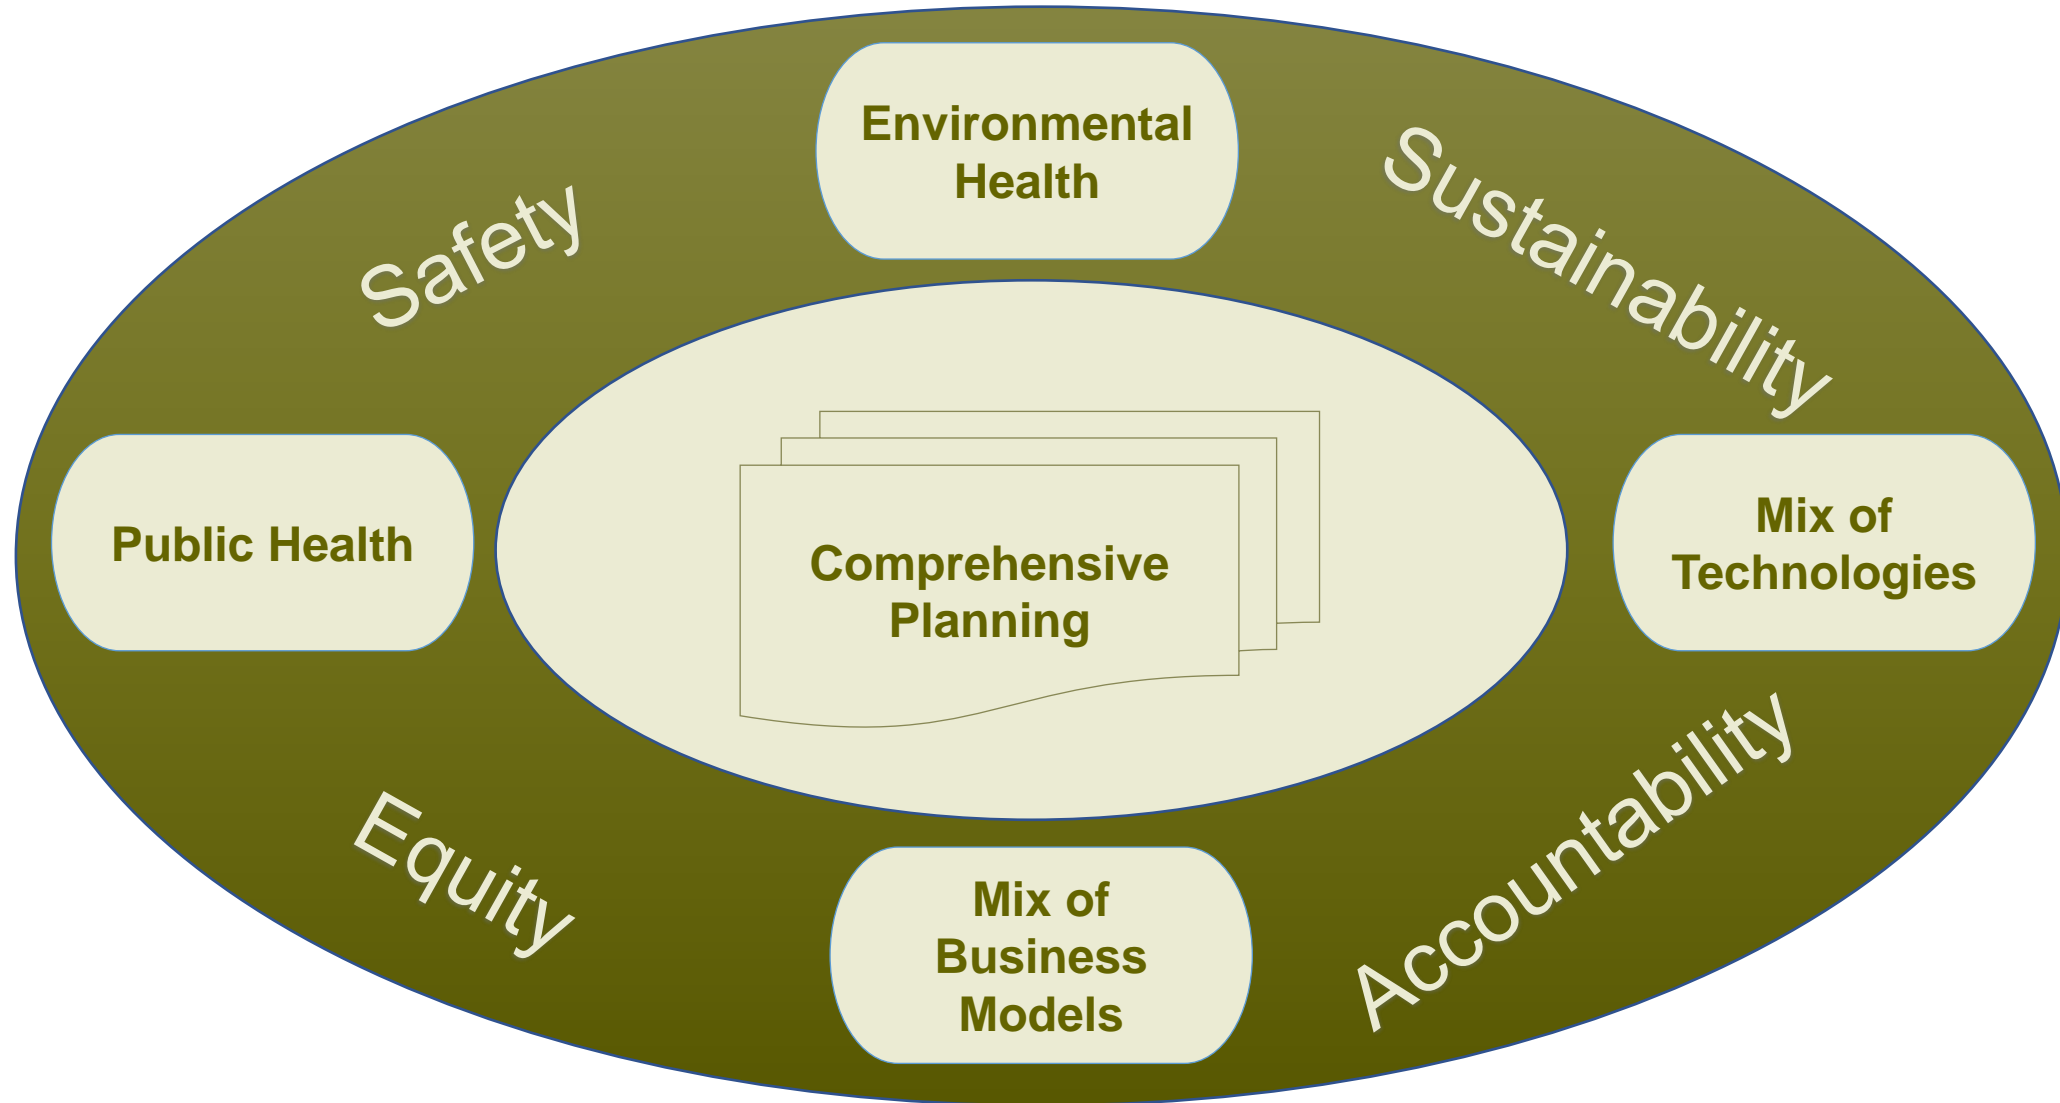 Environmental
Health
Sustainability
Safety
Public Health
Comprehensive
Planning
Mix of
Technologies
Equity
Mix of
Business
Models
Accountability